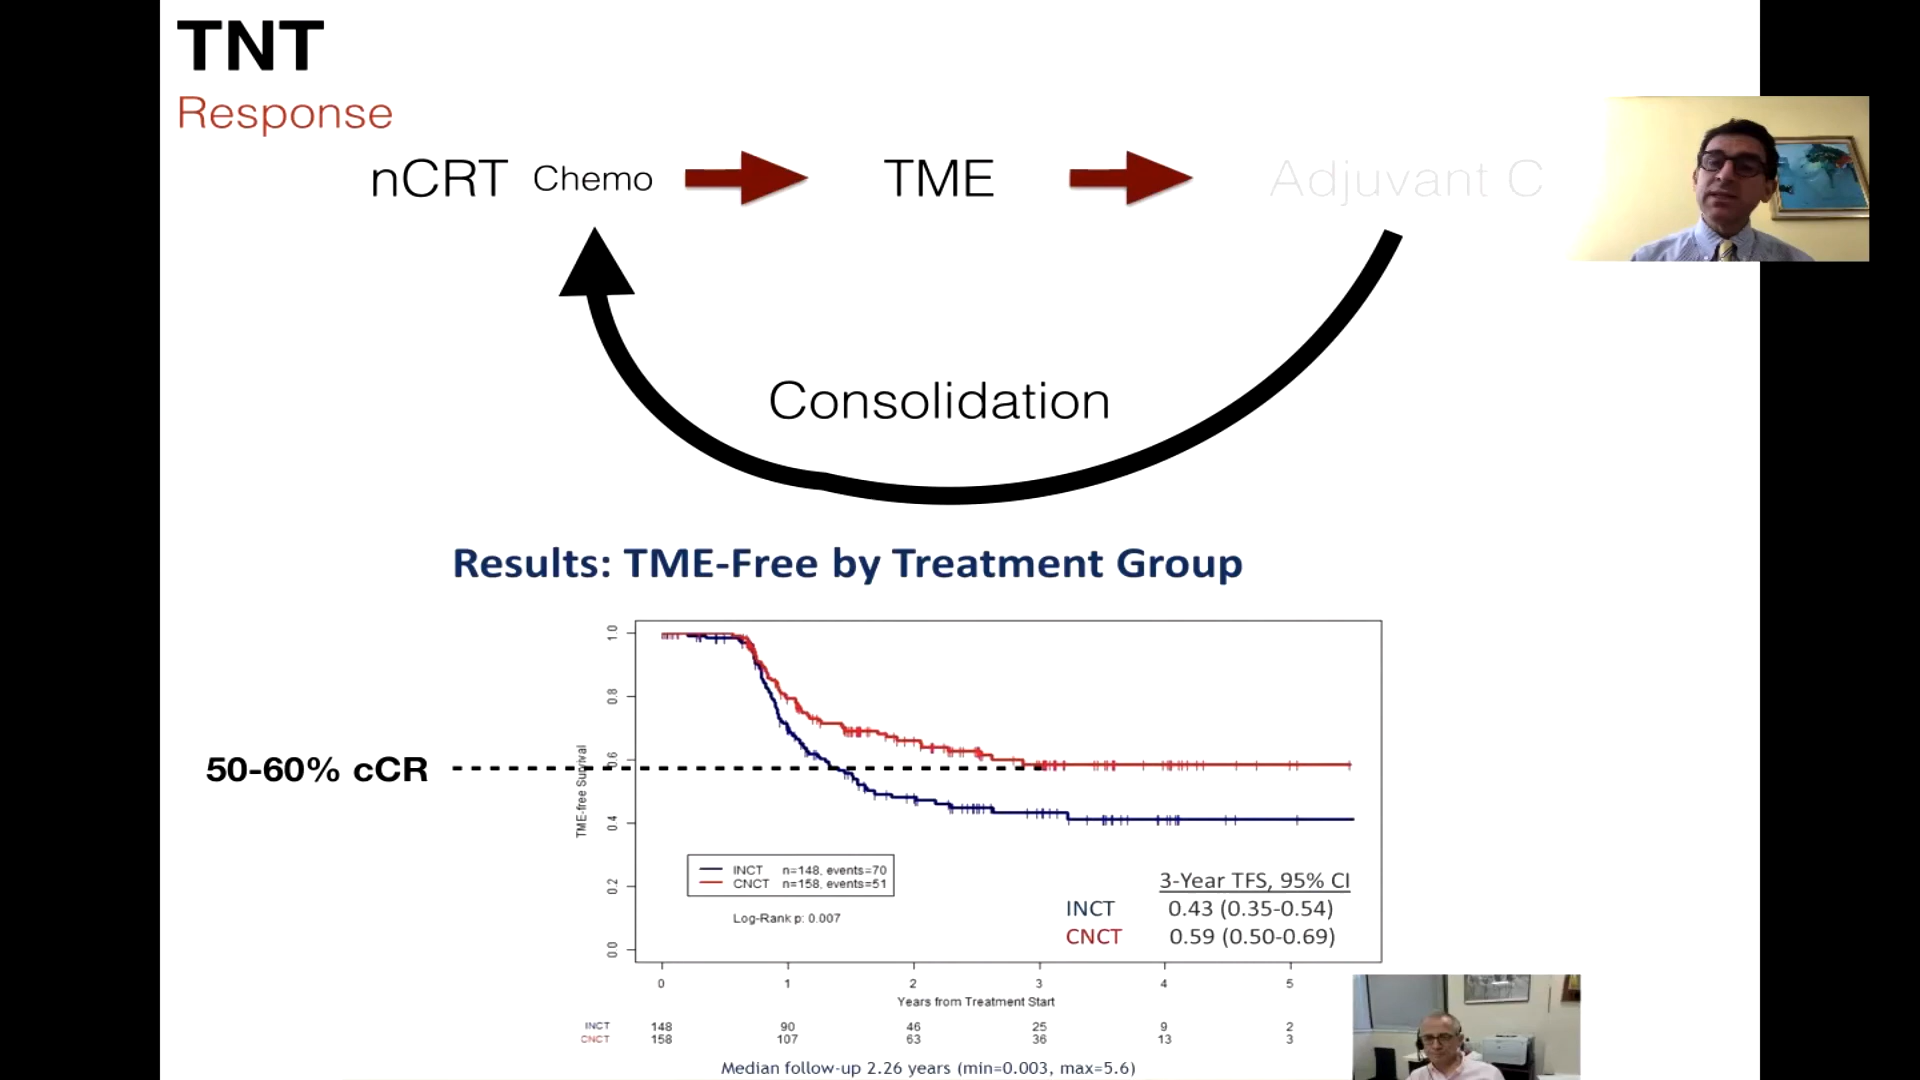 TNT
Response
nCRT Chemo TME Adjuvant C
Consolidation
Results: TME-Free by Treatment Group
50-60% cCR
TME-free Survival
1.0
0.8
0.6
0.4
0.2
0.0
INCT n=148, events=70
CNCT n=158, events=51
Log-Rank p: 0.007
3-Year TFS, 95% CI
INCT 0.43 (0.35-0.54)
CNCT 0.59 (0.50-0.69)
0 1 2 3 4 5
Years from Treatment Start
INCT 148 90 46 25 9 2
CNCT 158 107 63 36 13 3
Median follow-up 2.26 years (min=0.003, max=5.6)